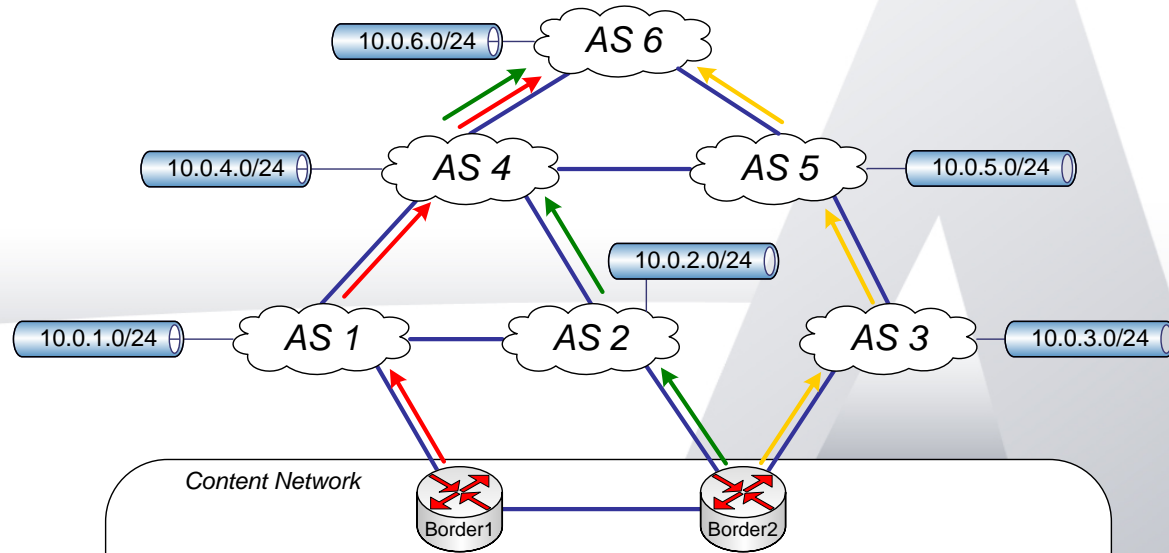 10.0.6.0/24
AS 6
10.0.4.0/24
AS 4
AS 5
10.0.5.0/24
10.0.2.0/24
10.0.1.0/24
AS 1
AS 2
AS 3
10.0.3.0/24
Content Network
Border1
Border2